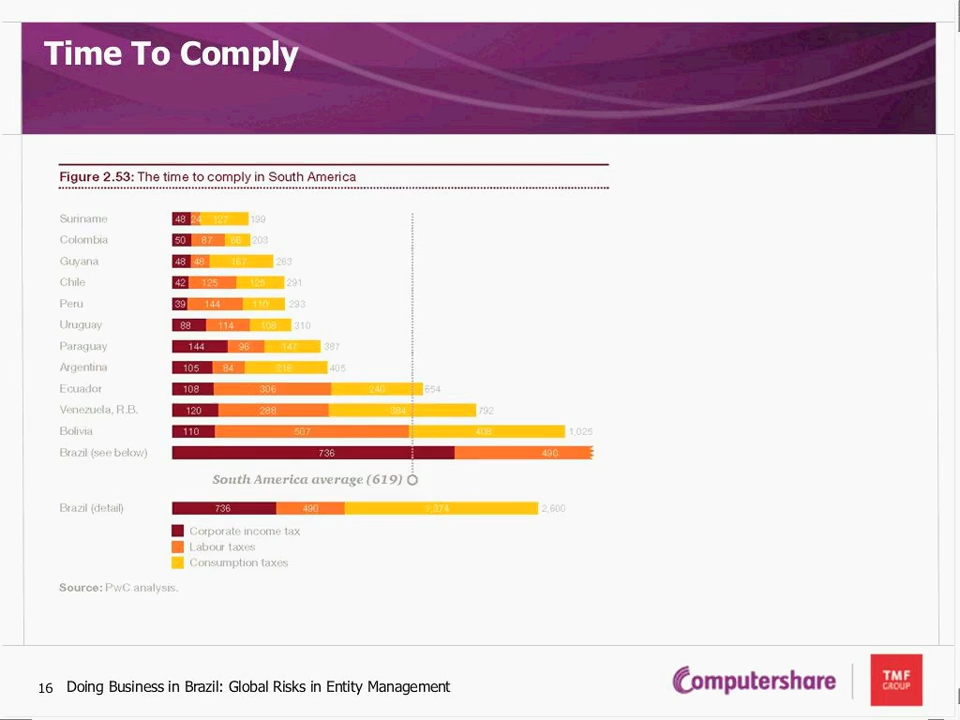 Time To Comply
Figure 2.53: The time to comply in South America
Suriname 48 24 127 199
Colombia 50 87 66 203
Guyana 48 48 167 263
Chile 42 125 291
Peru 39 144 110 293
Uruguay 88 114 108 310
Paraguay 144 96 147 387
Argentina 105 84 405
Ecuador 108 306 240 654
Venezuela, R.B. 120 288 384 792
Bolivia 110 507 408 1,025
Brazil (see below) 736 490
South America average (619)
Brazil (detail) 736 490 2,600
Corporate income tax
Labour taxes
Consumption taxes
Source: PwC analysis.
16 Doing Business in Brazil: Global Risks in Entity Management
Computershare
TMF
GROUP